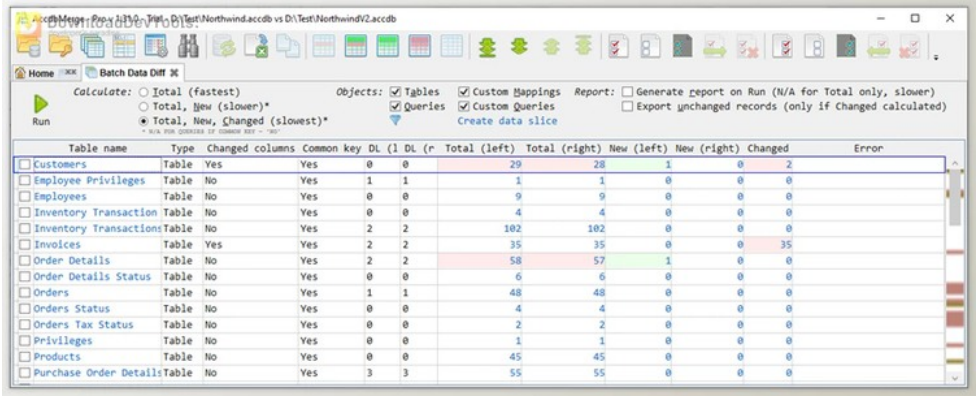 AccdbMerge - Pro v 1.31.0 - Trial - D:\Test\Northwind.accdb vs D:\Test\NorthwindV2.accdb
DownloadDevTools.
Home
Batch Data Diff
Calculate: Total (fastest) Objects: Tables Custom Mappings Report: Generate report on Run (N/A for Total only, slower)
Total, New (slower)* Queries Custom Queries Export unchanged records (only if Changed calculated)
Run Total, New, Changed (slowest)* Create data slice
* N/A FOR QUERIES IF COMMON KEY = 'NO'
Table name Type Changed columns Common key DL (l DL (r Total (left) Total (right) New (left) New (right) Changed Error
Customers Table Yes Yes 0 0 29 28 1 0 2
Employee Privileges Table No Yes 1 1 1 1 0 0 0
Employees Table No Yes 0 0 9 9 0 0 0
Inventory Transaction Table No Yes 0 0 4 4 0 0 0
Inventory Transactions Table No Yes 2 2 102 102 0 0 0
Invoices Table Yes Yes 2 2 35 35 0 0 35
Order Details Table No Yes 2 2 58 57 1 0 0
Order Details Status Table No Yes 0 0 6 6 0 0 0
Orders Table No Yes 1 1 48 48 0 0 0
Orders Status Table No Yes 0 0 4 4 0 0 0
Orders Tax Status Table No Yes 0 0 2 2 0 0 0
Privileges Table No Yes 0 0 1 1 0 0 0
Products Table No Yes 0 0 45 45 0 0 0
Purchase Order Details Table No Yes 3 3 55 55 0 0 0